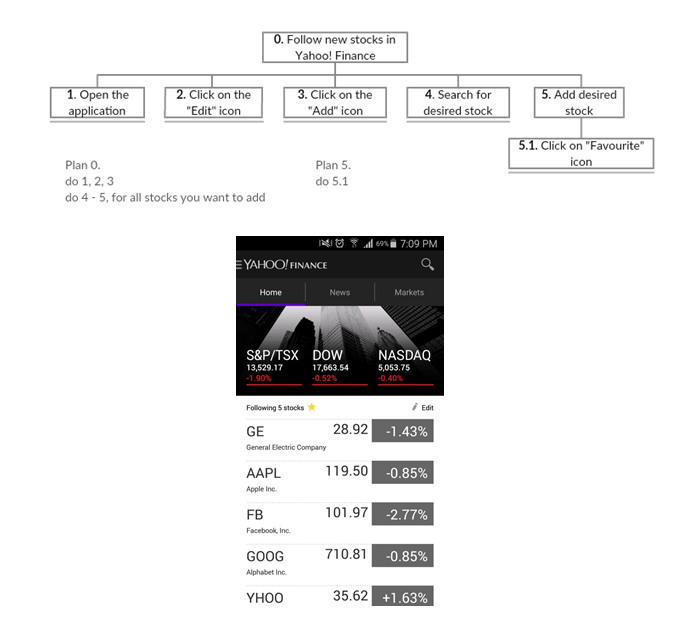 0. Follow new stocks in
Yahoo! Finance
1. Open the
application
2. Click on the
"Edit" icon
3. Click on the
"Add" icon
4. Search for
desired stock
5. Add desired
stock
5.1. Click on "Favourite"
icon
Plan 0.
do 1, 2, 3
do 4 - 5, for all stocks you want to add
Plan 5.
do 5.1
69% 7:09 PM
YAHOO! FINANCE
Home News Markets
S&P/TSX DOW NASDAQ
13,529.17 17,663.54 5,053.75
-1.90% -0.52% -0.40%
Following 5 stocks Edit
GE 28.92 -1.43%
General Electric Company
AAPL 119.50 -0.85%
Apple Inc.
FB 101.97 -2.77%
Facebook, Inc.
GOOG 710.81 -0.85%
Alphabet Inc.
YHOO 35.62 +1.63%